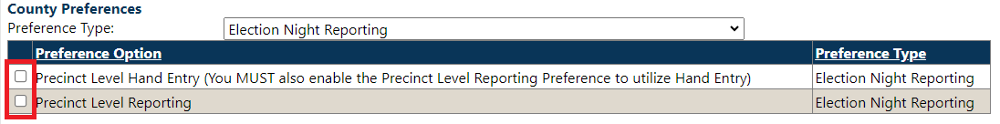 County Preferences
Preference Type: Election Night Reporting
Preference Option Preference Type
Precinct Level Hand Entry (You MUST also enable the Precinct Level Reporting Preference to utilize Hand Entry) Election Night Reporting
Precinct Level Reporting Election Night Reporting